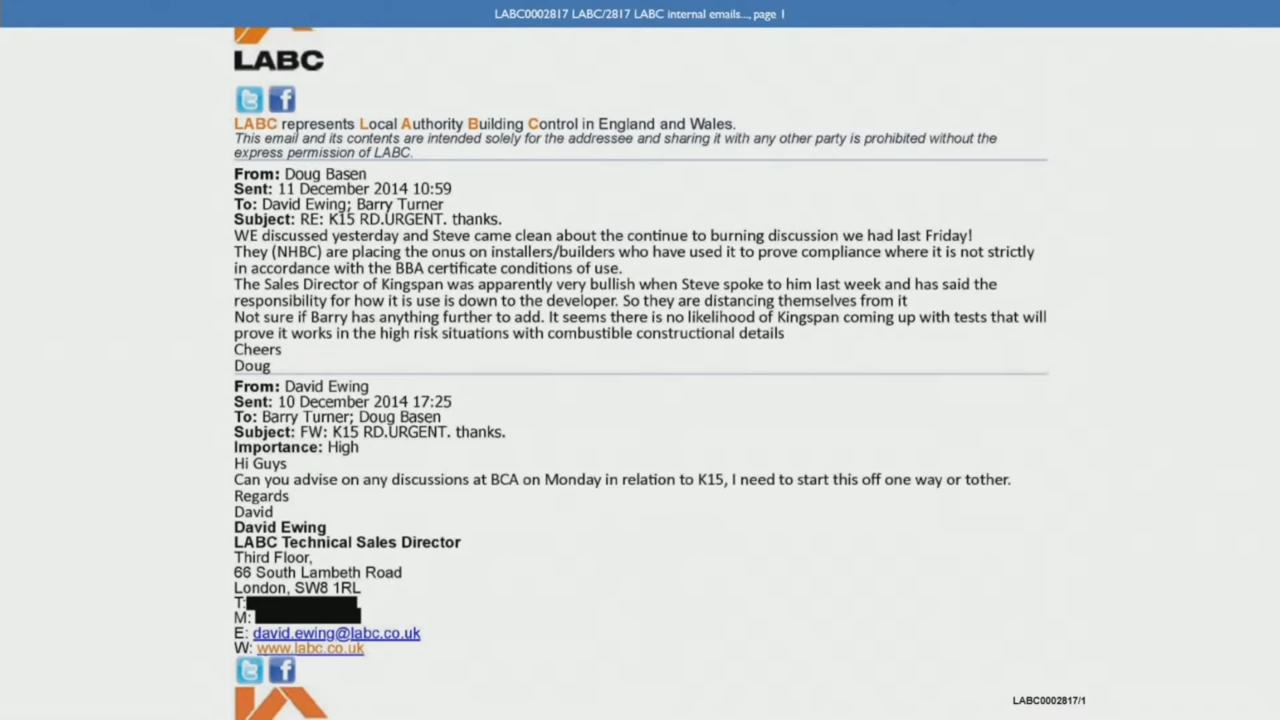 LABC0002817 LABC/2817 LABC internal emails..., page 1
LABC
LABC represents Local Authority Building Control in England and Wales.
This email and its contents are intended solely for the addressee and sharing it with any other party is prohibited without the
express permission of LABC.
From: Doug Basen
Sent: 11 December 2014 10:59
To: David Ewing; Barry Turner
Subject: RE: K15 RD.URGENT. thanks.
WE discussed yesterday and Steve came clean about the continue to burning discussion we had last Friday!
They (NHBC) are placing the onus on installers/builders who have used it to prove compliance where it is not strictly
in accordance with the BBA certificate conditions of use.
The Sales Director of Kingspan was apparently very bullish when Steve spoke to him last week and has said the
responsibility for how it is use is down to the developer. So they are distancing themselves from it
Not sure if Barry has anything further to add. It seems there is no likelihood of Kingspan coming up with tests that will
prove it works in the high risk situations with combustible constructional details
Cheers
Doug
From: David Ewing
Sent: 10 December 2014 17:25
To: Barry Turner; Doug Basen
Subject: FW: K15 RD.URGENT. thanks.
Importance: High
Hi Guys
Can you advise on any discussions at BCA on Monday in relation to K15, I need to start this off one way or tother.
Regards
David
David Ewing
LABC Technical Sales Director
Third Floor,
66 South Lambeth Road
London, SW8 1RL
T:
M:
E: david.ewing@labc.co.uk
W: www.labc.co.uk
LABC0002817/1